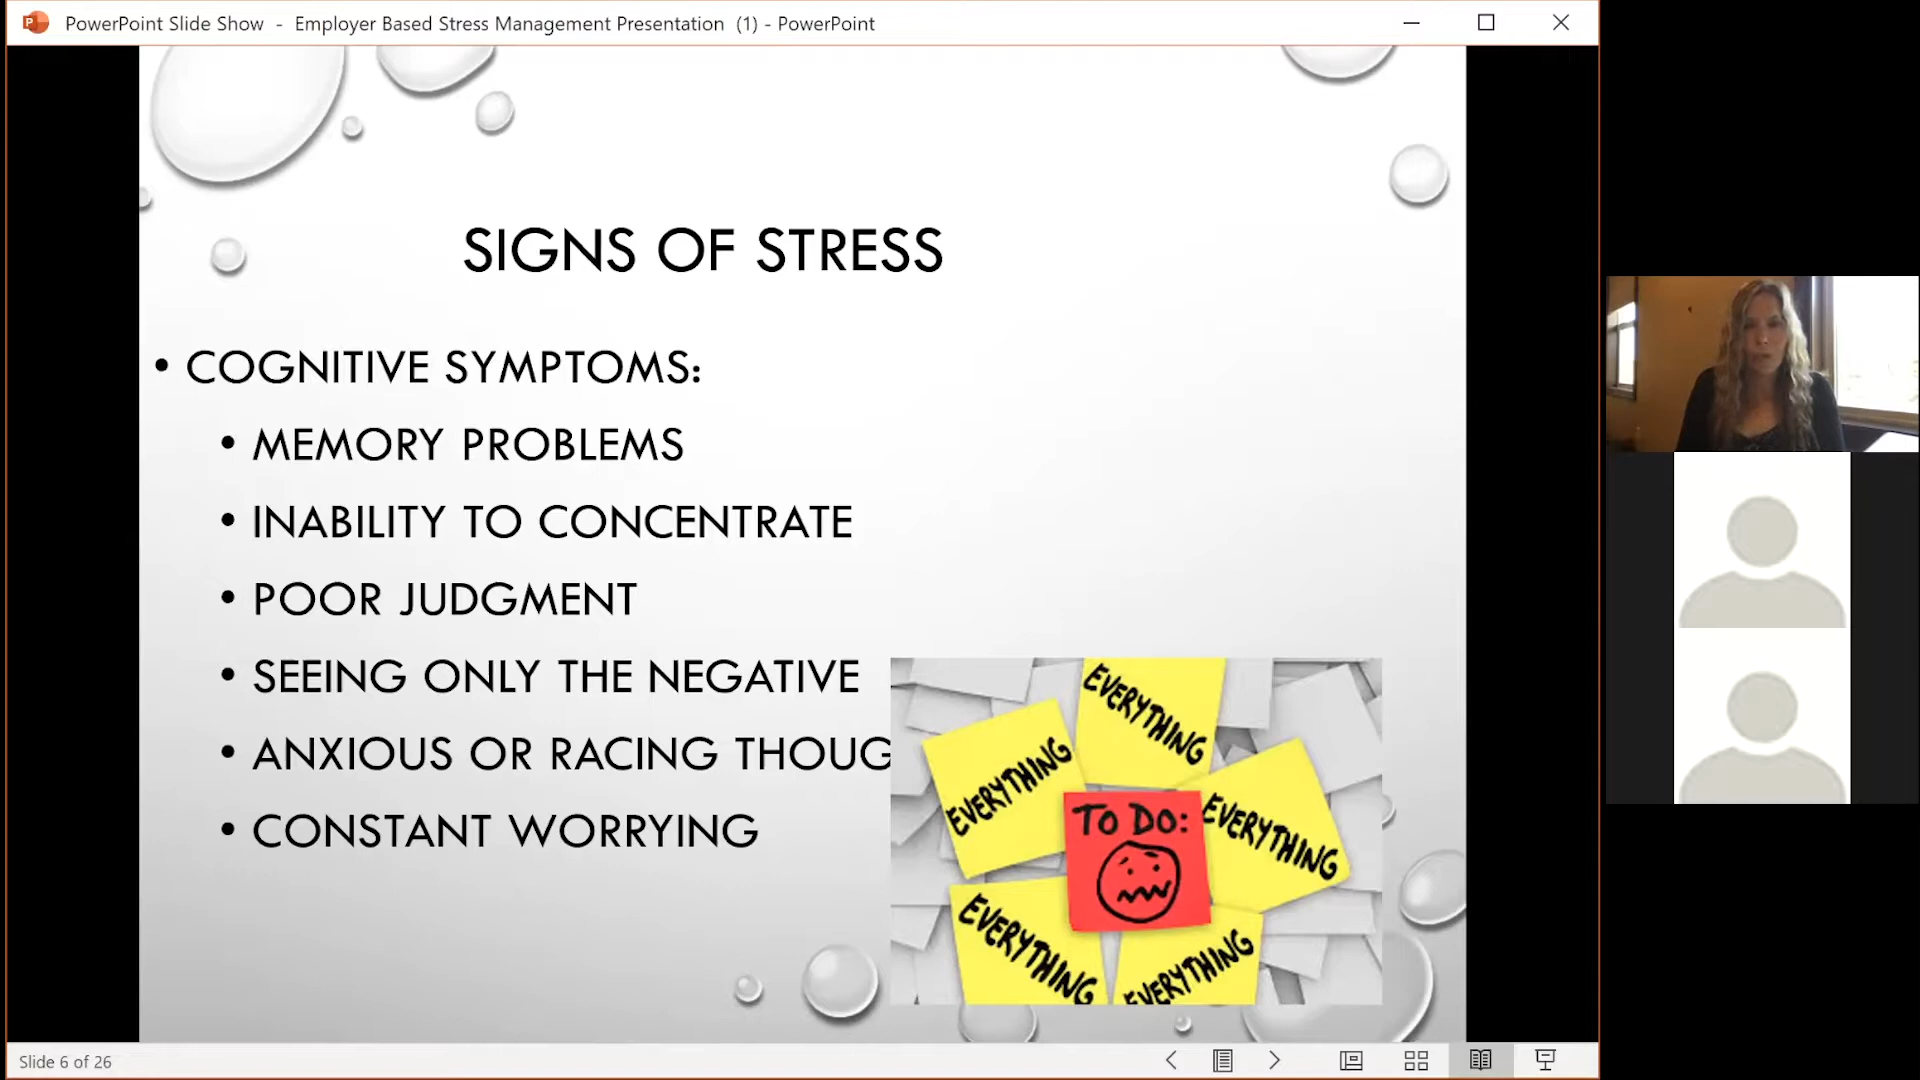 PowerPoint Slide Show - Employer Based Stress Management Presentation (1) - PowerPoint
SIGNS OF STRESS
• COGNITIVE SYMPTOMS:
• MEMORY PROBLEMS
• INABILITY TO CONCENTRATE
• POOR JUDGMENT
• SEEING ONLY THE NEGATIVE
• ANXIOUS OR RACING THOUG
• CONSTANT WORRYING
EVERYTHING
EVERYTHING
TO DO:
EVERYTHING
EVERYTHING
EVERYTHING
Slide 6 of 26